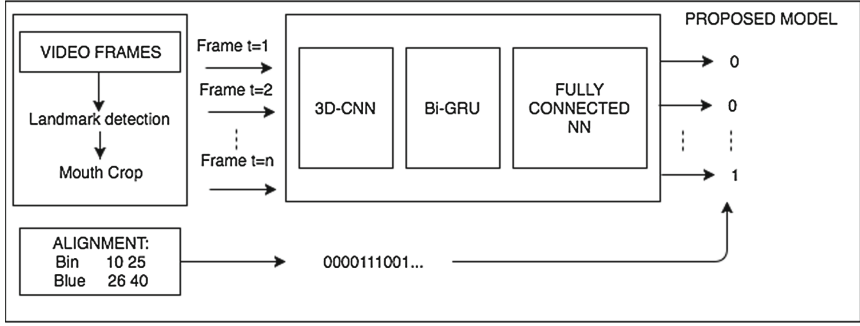 PROPOSED MODEL
VIDEO FRAMES
Landmark detection
Mouth Crop
Frame t=1
Frame t=2
Frame t=n
3D-CNN
Bi-GRU
FULLY
CONNECTED
NN
0
0
1
ALIGNMENT:
Bin 10 25
Blue 26 40
0000111001...